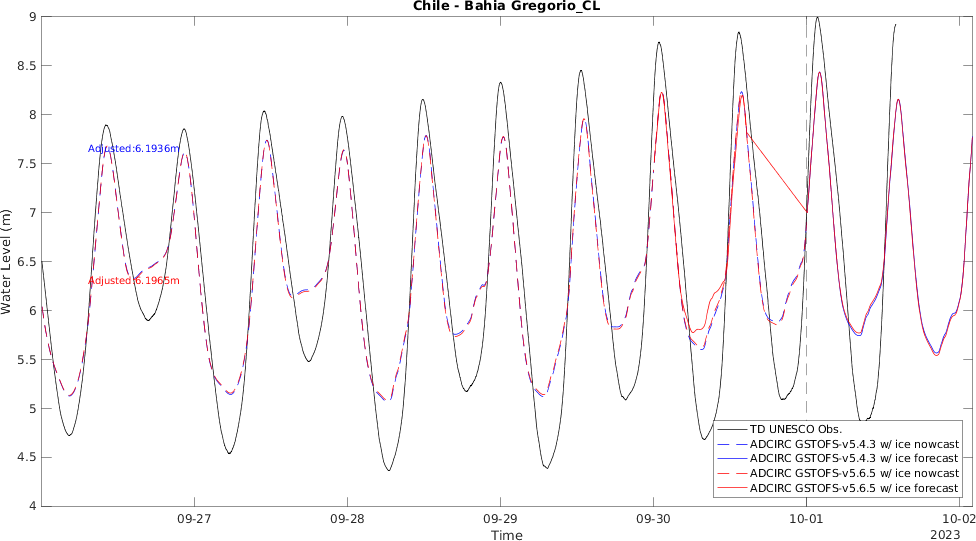 Chile - Bahia Gregorio_CL
9
8.5
8
7.5
7
6.5
6
5.5
5
4.5
4
Water Level (m)
Adjusted:6.1936m
Adjusted:6.1965m
TD UNESCO Obs.
ADCIRC GSTOFS-v5.4.3 w/ ice nowcast
ADCIRC GSTOFS-v5.4.3 w/ ice forecast
ADCIRC GSTOFS-v5.6.5 w/ ice nowcast
ADCIRC GSTOFS-v5.6.5 w/ ice forecast
09-27 09-28 09-29 09-30 10-01 10-02
Time
2023